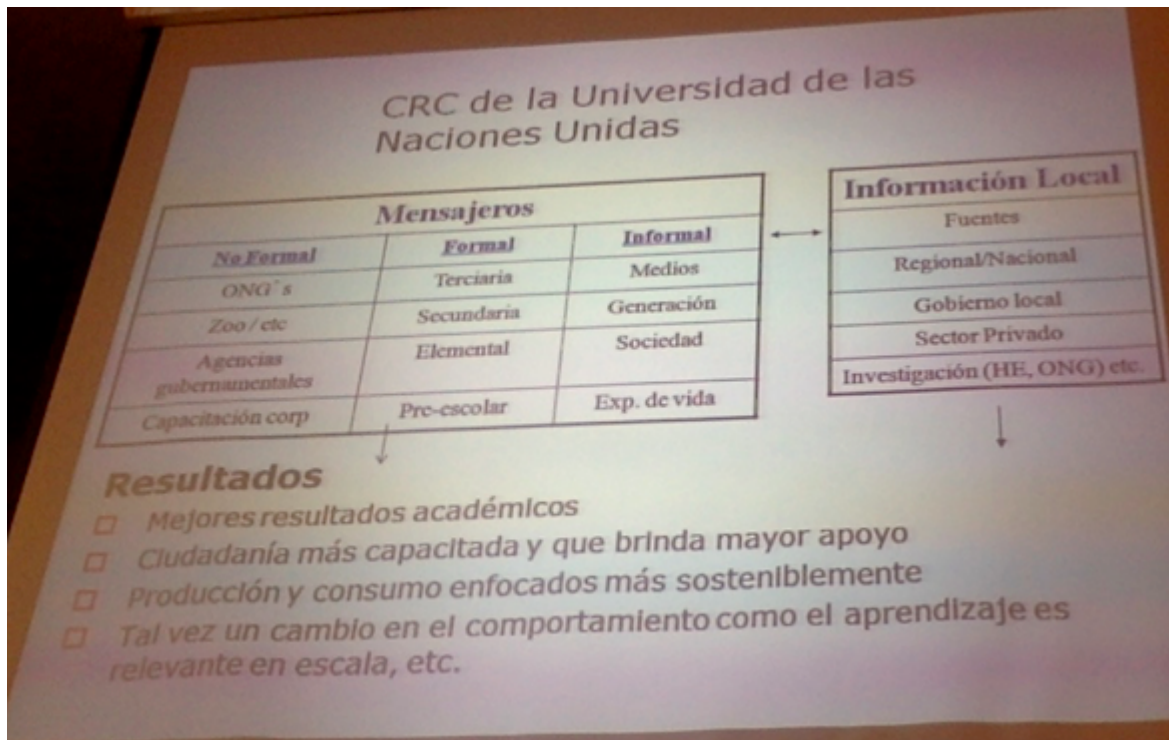 CRC de la Universidad de las
Naciones Unidas
Mensajeros
No Formal Formal Informal
ONG´s Terciaria Medios
Zoo / etc Secundaria Generación
Agencias
gubernamentales Elemental Sociedad
Capacitación corp Pre-escolar Exp. de vida
Información Local
Fuentes
Regional/Nacional
Gobierno local
Sector Privado
Investigación (HE, ONG) etc.
Resultados
Mejores resultados académicos
Ciudadanía más capacitada y que brinda mayor apoyo
Producción y consumo enfocados más sosteniblemente
Tal vez un cambio en el comportamiento como el aprendizaje es
relevante en escala, etc.